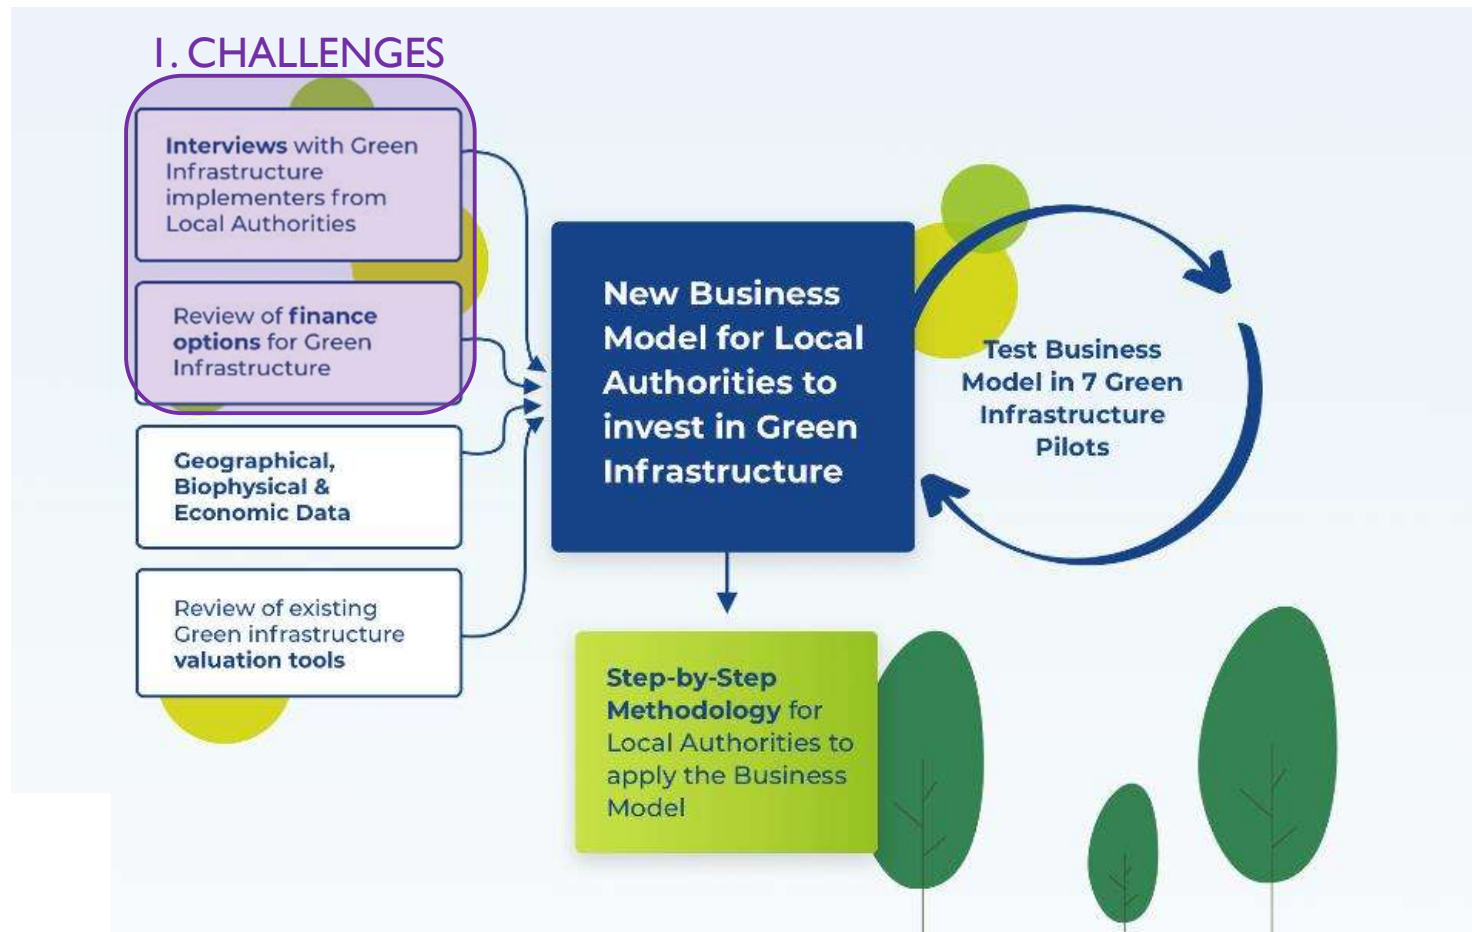 1. CHALLENGES
Interviews with Green
Infrastructure
implementers from
Local Authorities
Review of finance
options for Green
Infrastructure
Geographical,
Biophysical &
Economic Data
Review of existing
Green infrastructure
valuation tools
New Business
Model for Local
Authorities to
invest in Green
Infrastructure
Test Business
Model in 7 Green
Infrastructure
Pilots
Step-by-Step
Methodology for
Local Authorities to
apply the Business
Model